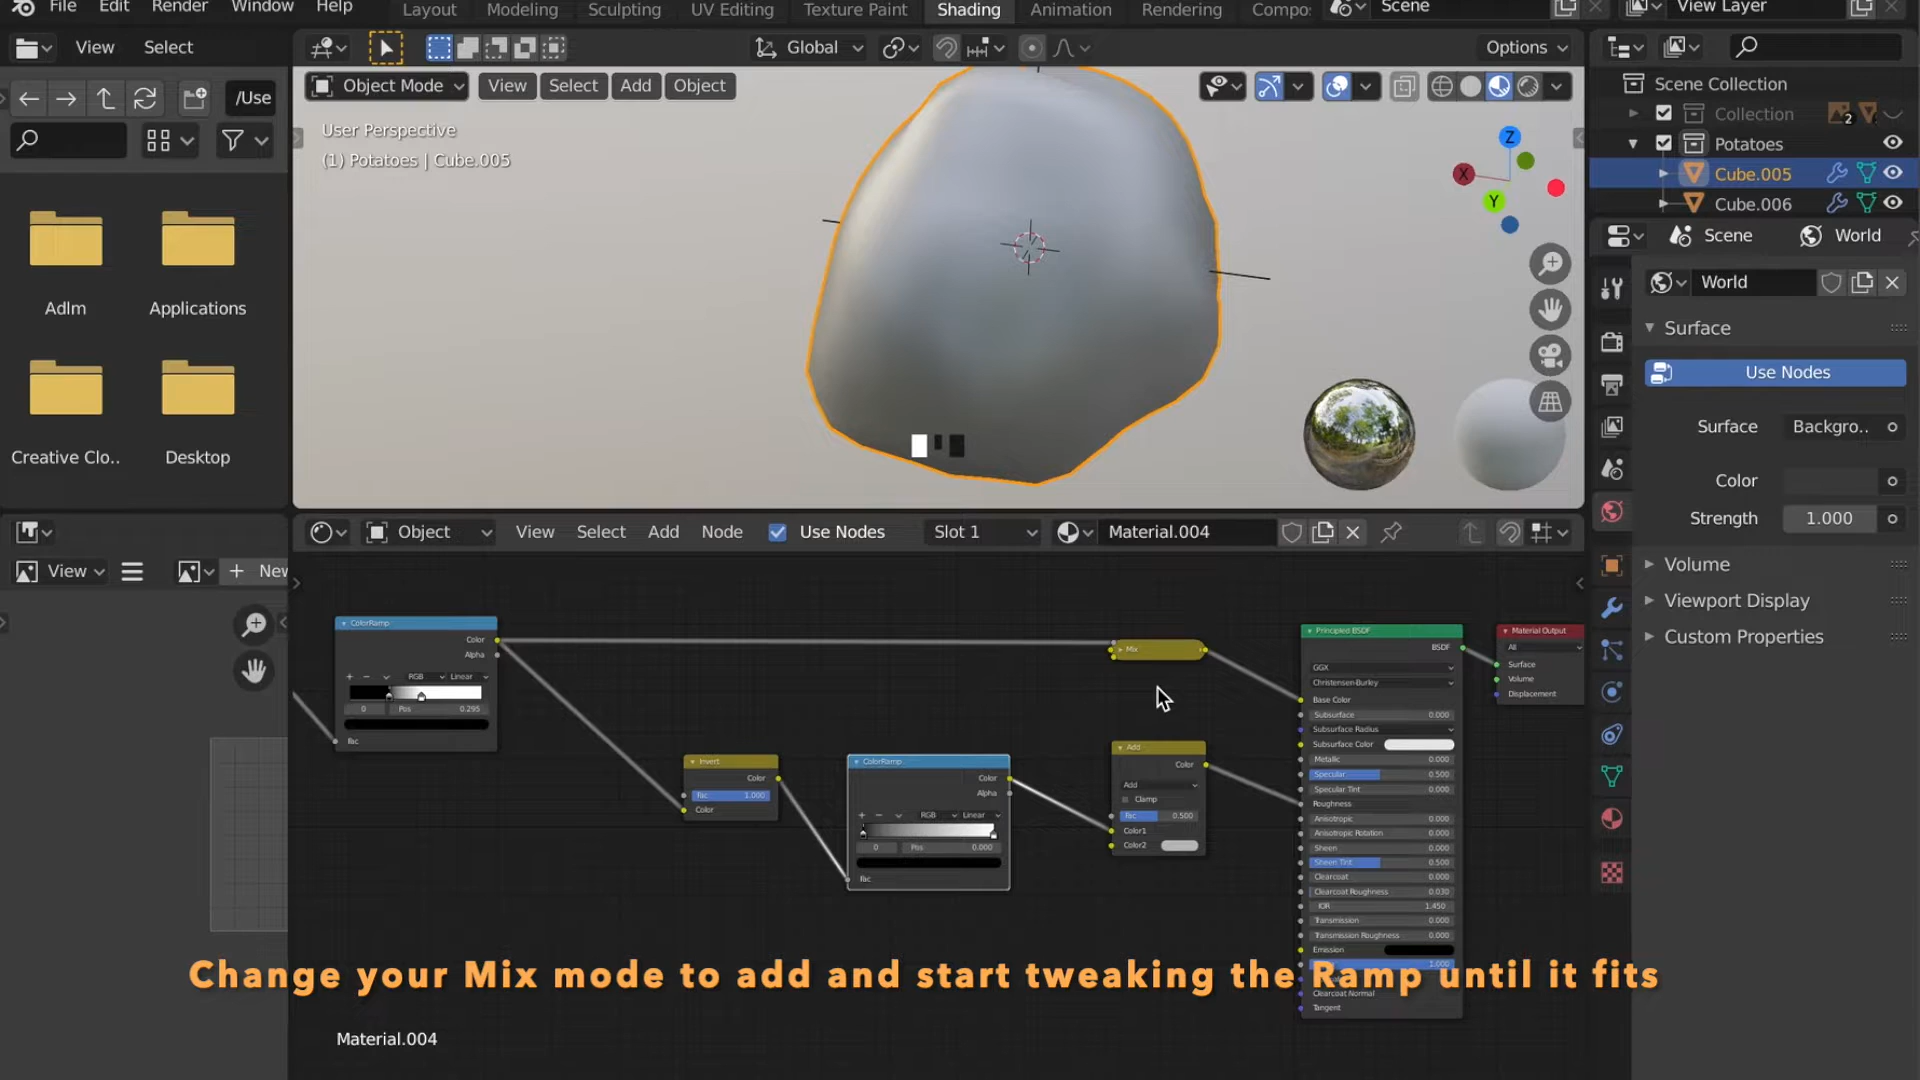 File Edit Render Window Help
Layout Modeling Sculpting UV Editing Texture Paint Shading Animation Rendering Compo:
Scene
View Layer
View Select
Global
Options
/Use
Object Mode View Select Add Object
User Perspective
(1) Potatoes | Cube.005
Z
X
Y
Scene Collection
Collection 2
Potatoes
Cube.005
Cube.006
Scene World
World
Surface
Use Nodes
Surface Backgro..
Color
Strength 1.000
Volume
Viewport Display
Custom Properties
Adlm
Applications
Creative Clo..
Desktop
View
New
Object View Select Add Node Use Nodes Slot 1 Material.004
ColorRamp
Color
Alpha
RGB Linear
0 Pos 0.295
Fac
Invert
Color
Fac 1.000
Color
ColorRamp
Color
Alpha
RGB Linear
0 Pos 0.000
Fac
Mix
Add
Color
Add
Clamp
Fac 0.500
Color1
Color2
Principled BSDF
BSDF
GGX
Christensen-Burley
Base Color
Subsurface 0.000
Subsurface Radius
Subsurface Color
Metallic 0.000
Specular 0.500
Specular Tint 0.000
Roughness
Anisotropic 0.000
Anisotropic Rotation 0.000
Sheen 0.000
Sheen Tint 0.500
Clearcoat 0.000
Clearcoat Roughness 0.030
IOR 1.450
Transmission 0.000
Transmission Roughness 0.000
Emission
1.000
Clearcoat Normal
Tangent
Material Output
All
Surface
Volume
Displacement
Change your Mix mode to add and start tweaking the Ramp until it fits
Material.004